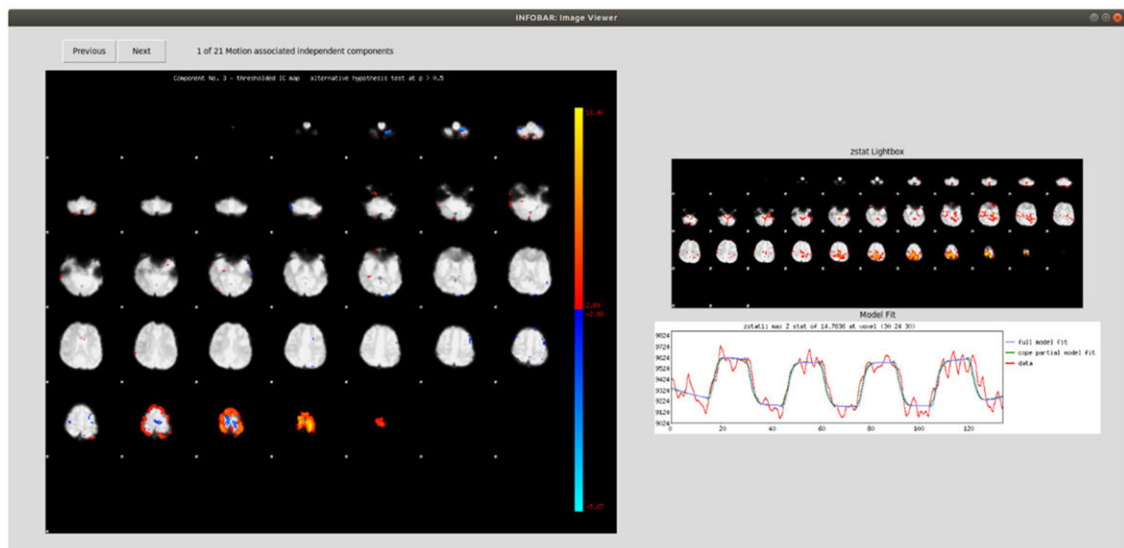 INFOBAR: Image Viewer
Previous Next 1 of 21 Motion associated independent components
Component No. 3 - thresholded IC map alternative hypothesis test at p > 0.5
zstat Lightbox
Model Fit
zstat1: max Z stat of 14.7636 at voxel (30 24 30)
9824
9724
9624
9524
9424
9324
9224
9124
9024
0 20 40 60 80 100 120
full model fit
cope partial model fit
data